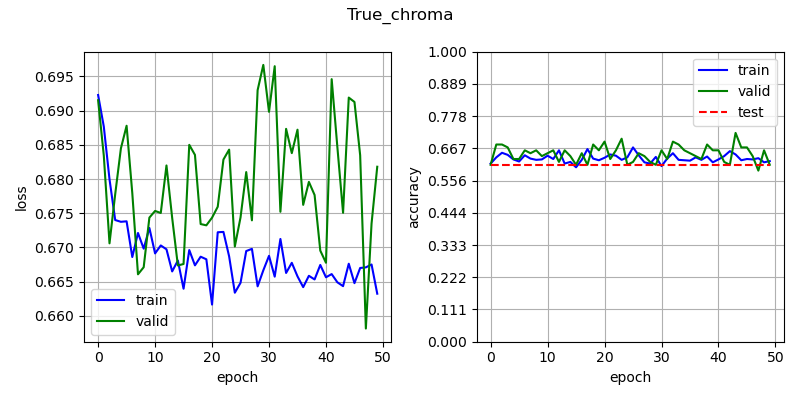 True_chroma
0.695
0.690
0.685
0.680
0.675
0.670
0.665
0.660
loss
train
valid
0 10 20 30 40 50
epoch
1.000
0.889
0.778
0.667
0.556
0.444
0.333
0.222
0.111
0.000
accuracy
train
valid
test
0 10 20 30 40 50
epoch